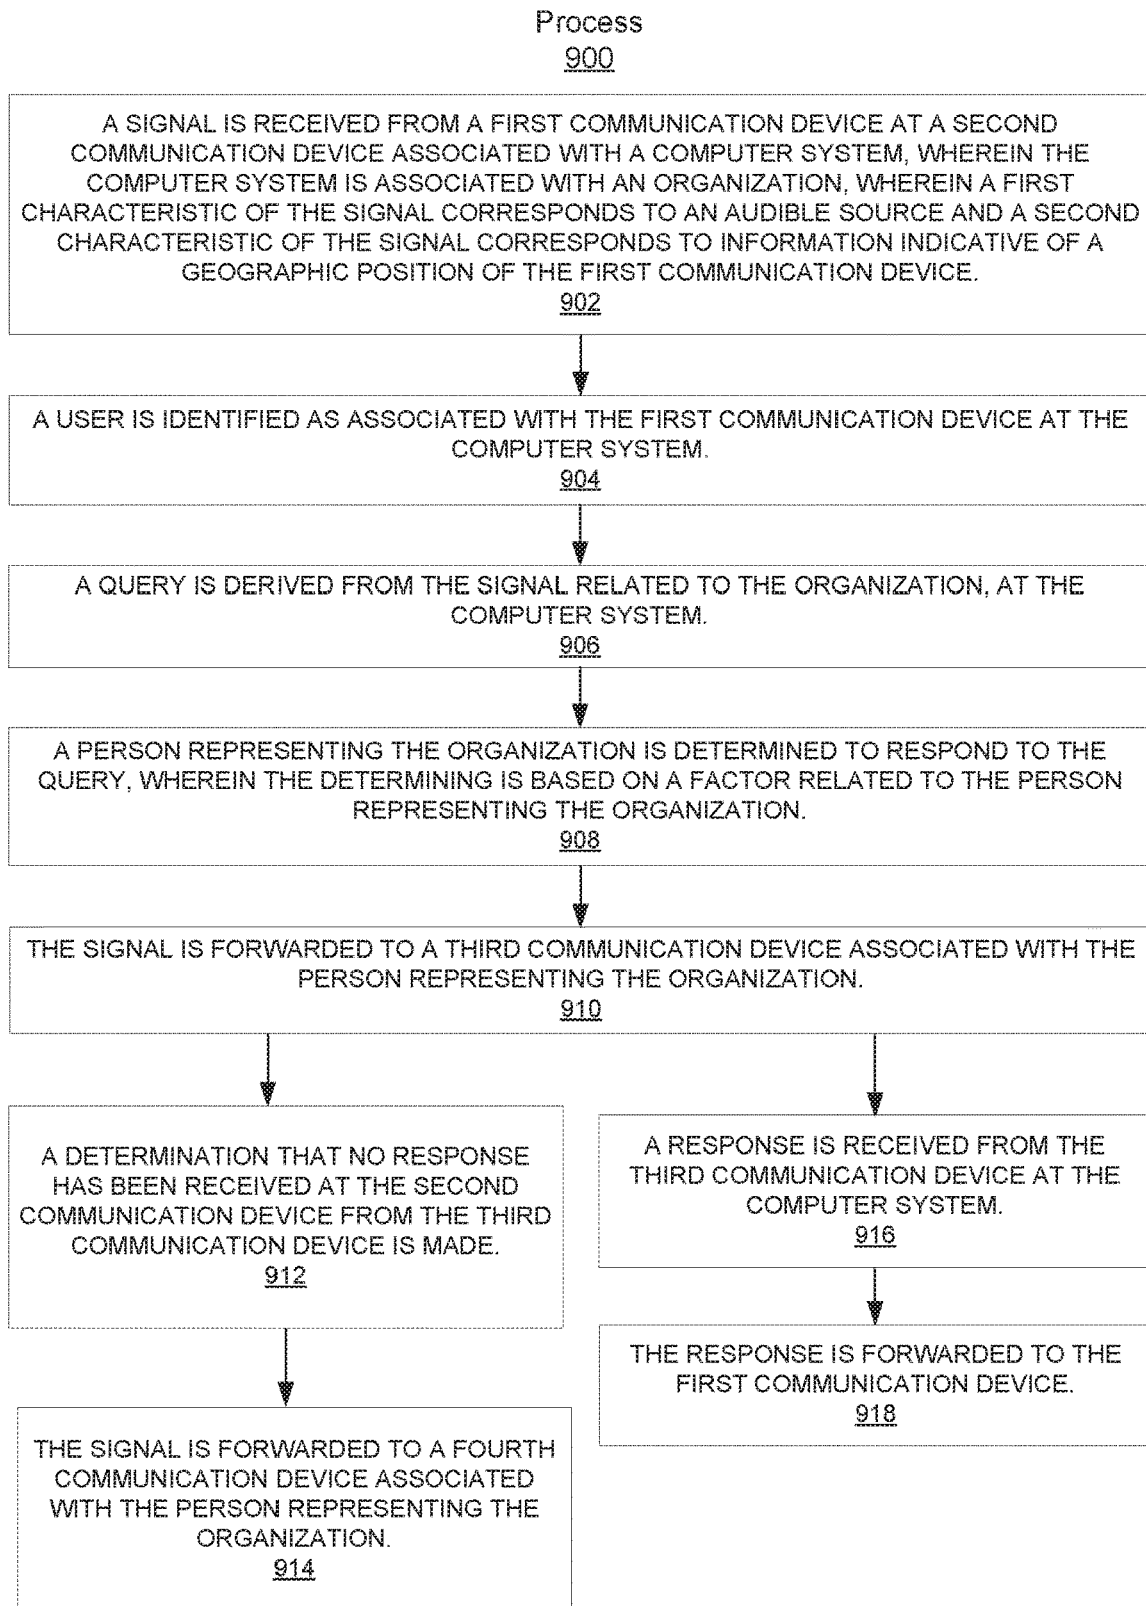 Process
900
A SIGNAL IS RECEIVED FROM A FIRST COMMUNICATION DEVICE AT A SECOND
COMMUNICATION DEVICE ASSOCIATED WITH A COMPUTER SYSTEM, WHEREIN THE
COMPUTER SYSTEM IS ASSOCIATED WITH AN ORGANIZATION, WHEREIN A FIRST
CHARACTERISTIC OF THE SIGNAL CORRESPONDS TO AN AUDIBLE SOURCE AND A SECOND
CHARACTERISTIC OF THE SIGNAL CORRESPONDS TO INFORMATION INDICATIVE OF A
GEOGRAPHIC POSITION OF THE FIRST COMMUNICATION DEVICE.
902
A USER IS IDENTIFIED AS ASSOCIATED WITH THE FIRST COMMUNICATION DEVICE AT THE
COMPUTER SYSTEM.
904
A QUERY IS DERIVED FROM THE SIGNAL RELATED TO THE ORGANIZATION, AT THE
COMPUTER SYSTEM.
906
A PERSON REPRESENTING THE ORGANIZATION IS DETERMINED TO RESPOND TO THE
QUERY, WHEREIN THE DETERMINING IS BASED ON A FACTOR RELATED TO THE PERSON
REPRESENTING THE ORGANIZATION.
908
THE SIGNAL IS FORWARDED TO A THIRD COMMUNICATION DEVICE ASSOCIATED WITH THE
PERSON REPRESENTING THE ORGANIZATION.
910
A DETERMINATION THAT NO RESPONSE
HAS BEEN RECEIVED AT THE SECOND
COMMUNICATION DEVICE FROM THE THIRD
COMMUNICATION DEVICE IS MADE.
912
THE SIGNAL IS FORWARDED TO A FOURTH
COMMUNICATION DEVICE ASSOCIATED
WITH THE PERSON REPRESENTING THE
ORGANIZATION.
914
A RESPONSE IS RECEIVED FROM THE
THIRD COMMUNICATION DEVICE AT THE
COMPUTER SYSTEM.
916
THE RESPONSE IS FORWARDED TO THE
FIRST COMMUNICATION DEVICE.
918